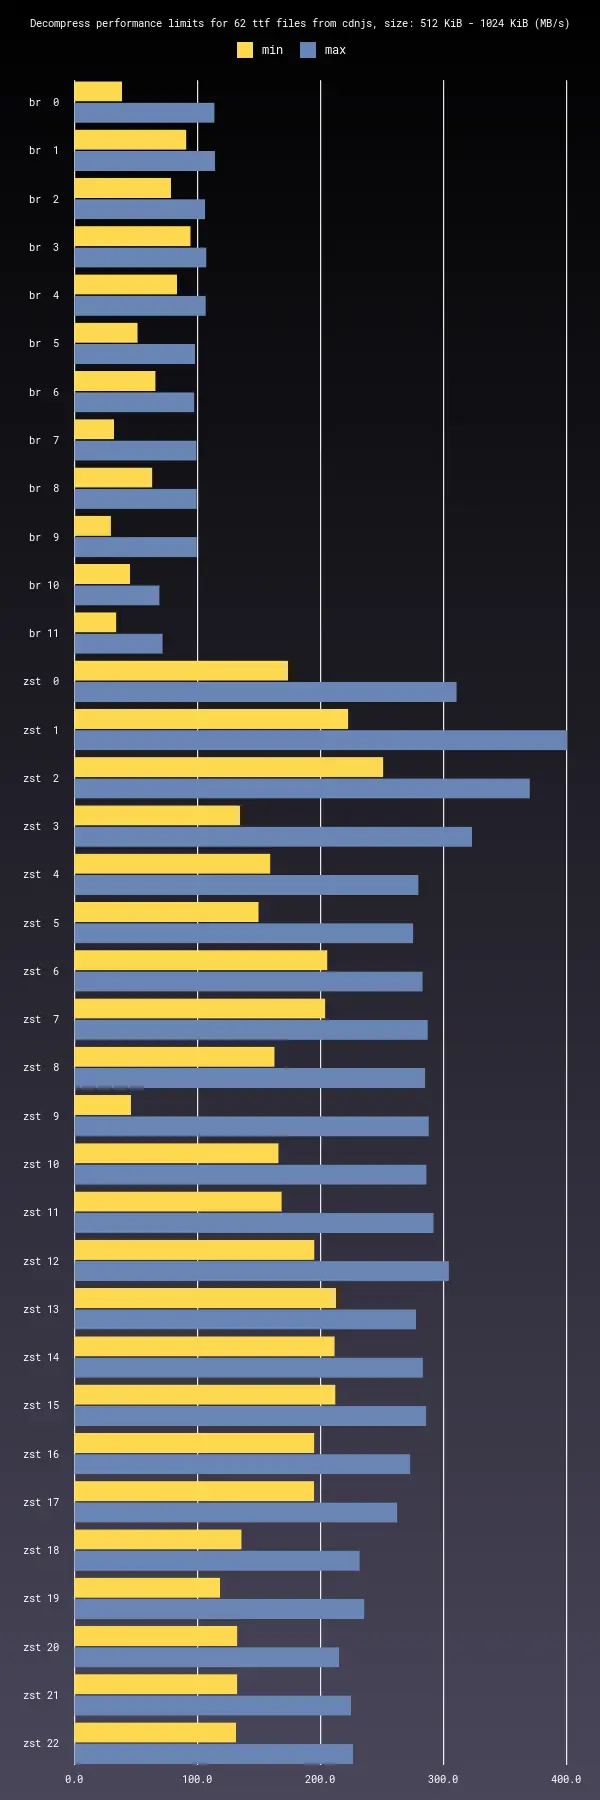 Decompress performance limits for 62 ttf files from cdnjs, size: 512 KiB - 1024 KiB (MB/s)
min max
br 0
br 1
br 2
br 3
br 4
br 5
br 6
br 7
br 8
br 9
br 10
br 11
zst 0
zst 1
zst 2
zst 3
zst 4
zst 5
zst 6
zst 7
zst 8
zst 9
zst 10
zst 11
zst 12
zst 13
zst 14
zst 15
zst 16
zst 17
zst 18
zst 19
zst 20
zst 21
zst 22
0.0 100.0 200.0 300.0 400.0